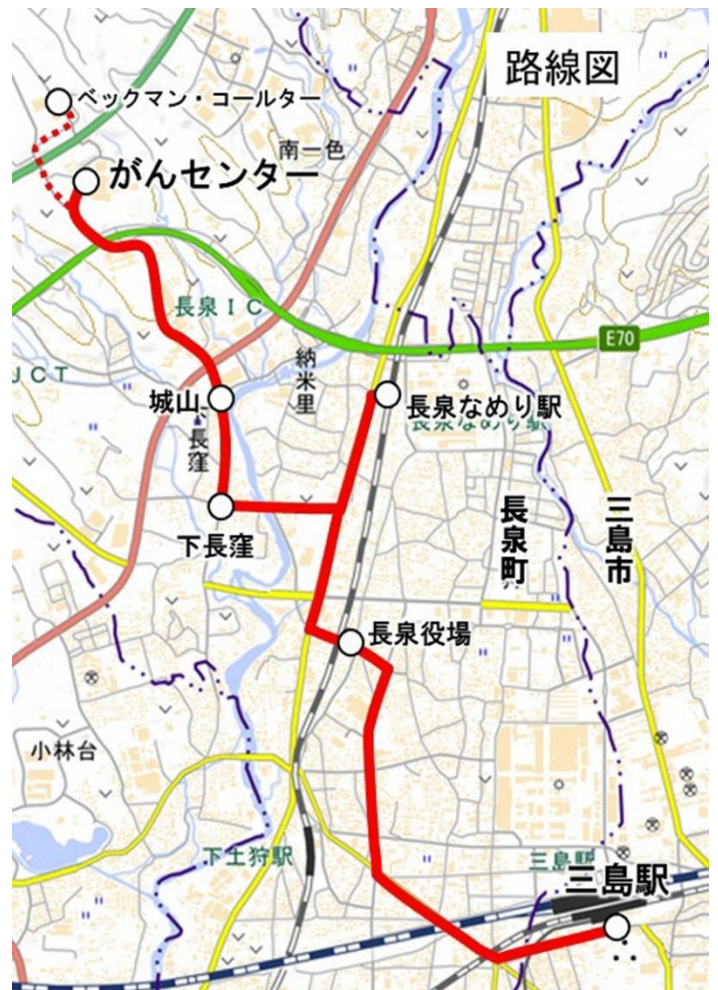 路線図
ベックマン・コールター
南一色
がんセンター
長泉IC
E70
納米里
JCT
城山
長泉なめり駅
長泉なめり駅
長窪
下長窪
長泉町
三島市
長泉役場
小林台
下土狩駅
三島駅
三島駅